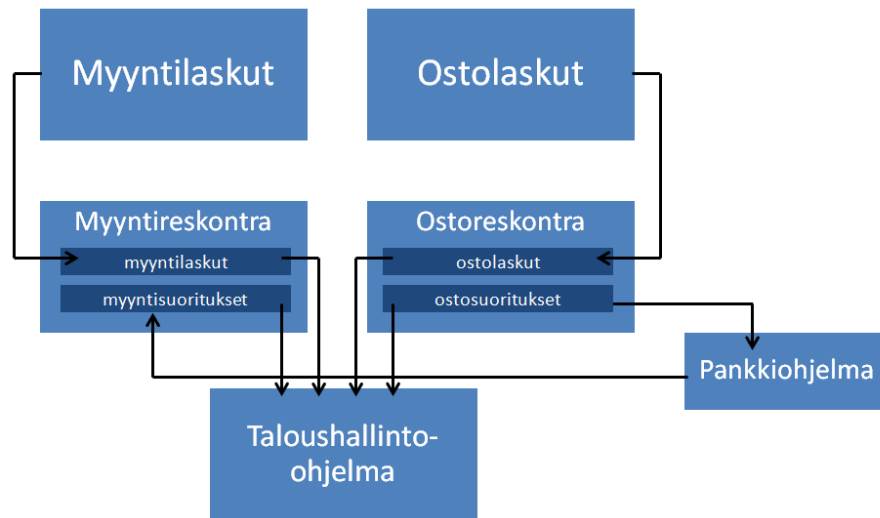 Myyntilaskut
Ostolaskut
Myyntireskontra
myyntilaskut
myyntisuoritukset
Ostoreskontra
ostolaskut
ostosuoritukset
Pankkiohjelma
Taloushallinto-
ohjelma